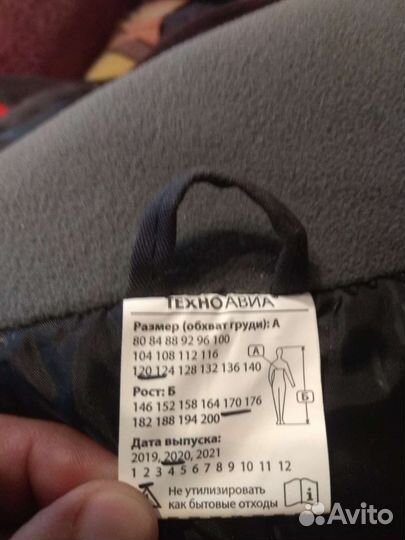 ТЕХНОАВИА
Размер (обхват груди): А
80 84 88 92 96 100
104 108 112 116
120 124 128 132 136 140
Рост: Б
146 152 158 164 170 176
182 188 194 200
Дата выпуска:
2019, 2020, 2021
1 2 3 4 5 6 7 8 9 10 11 12
Не утилизировать
как бытовые отходы
А
Б
i
Avito